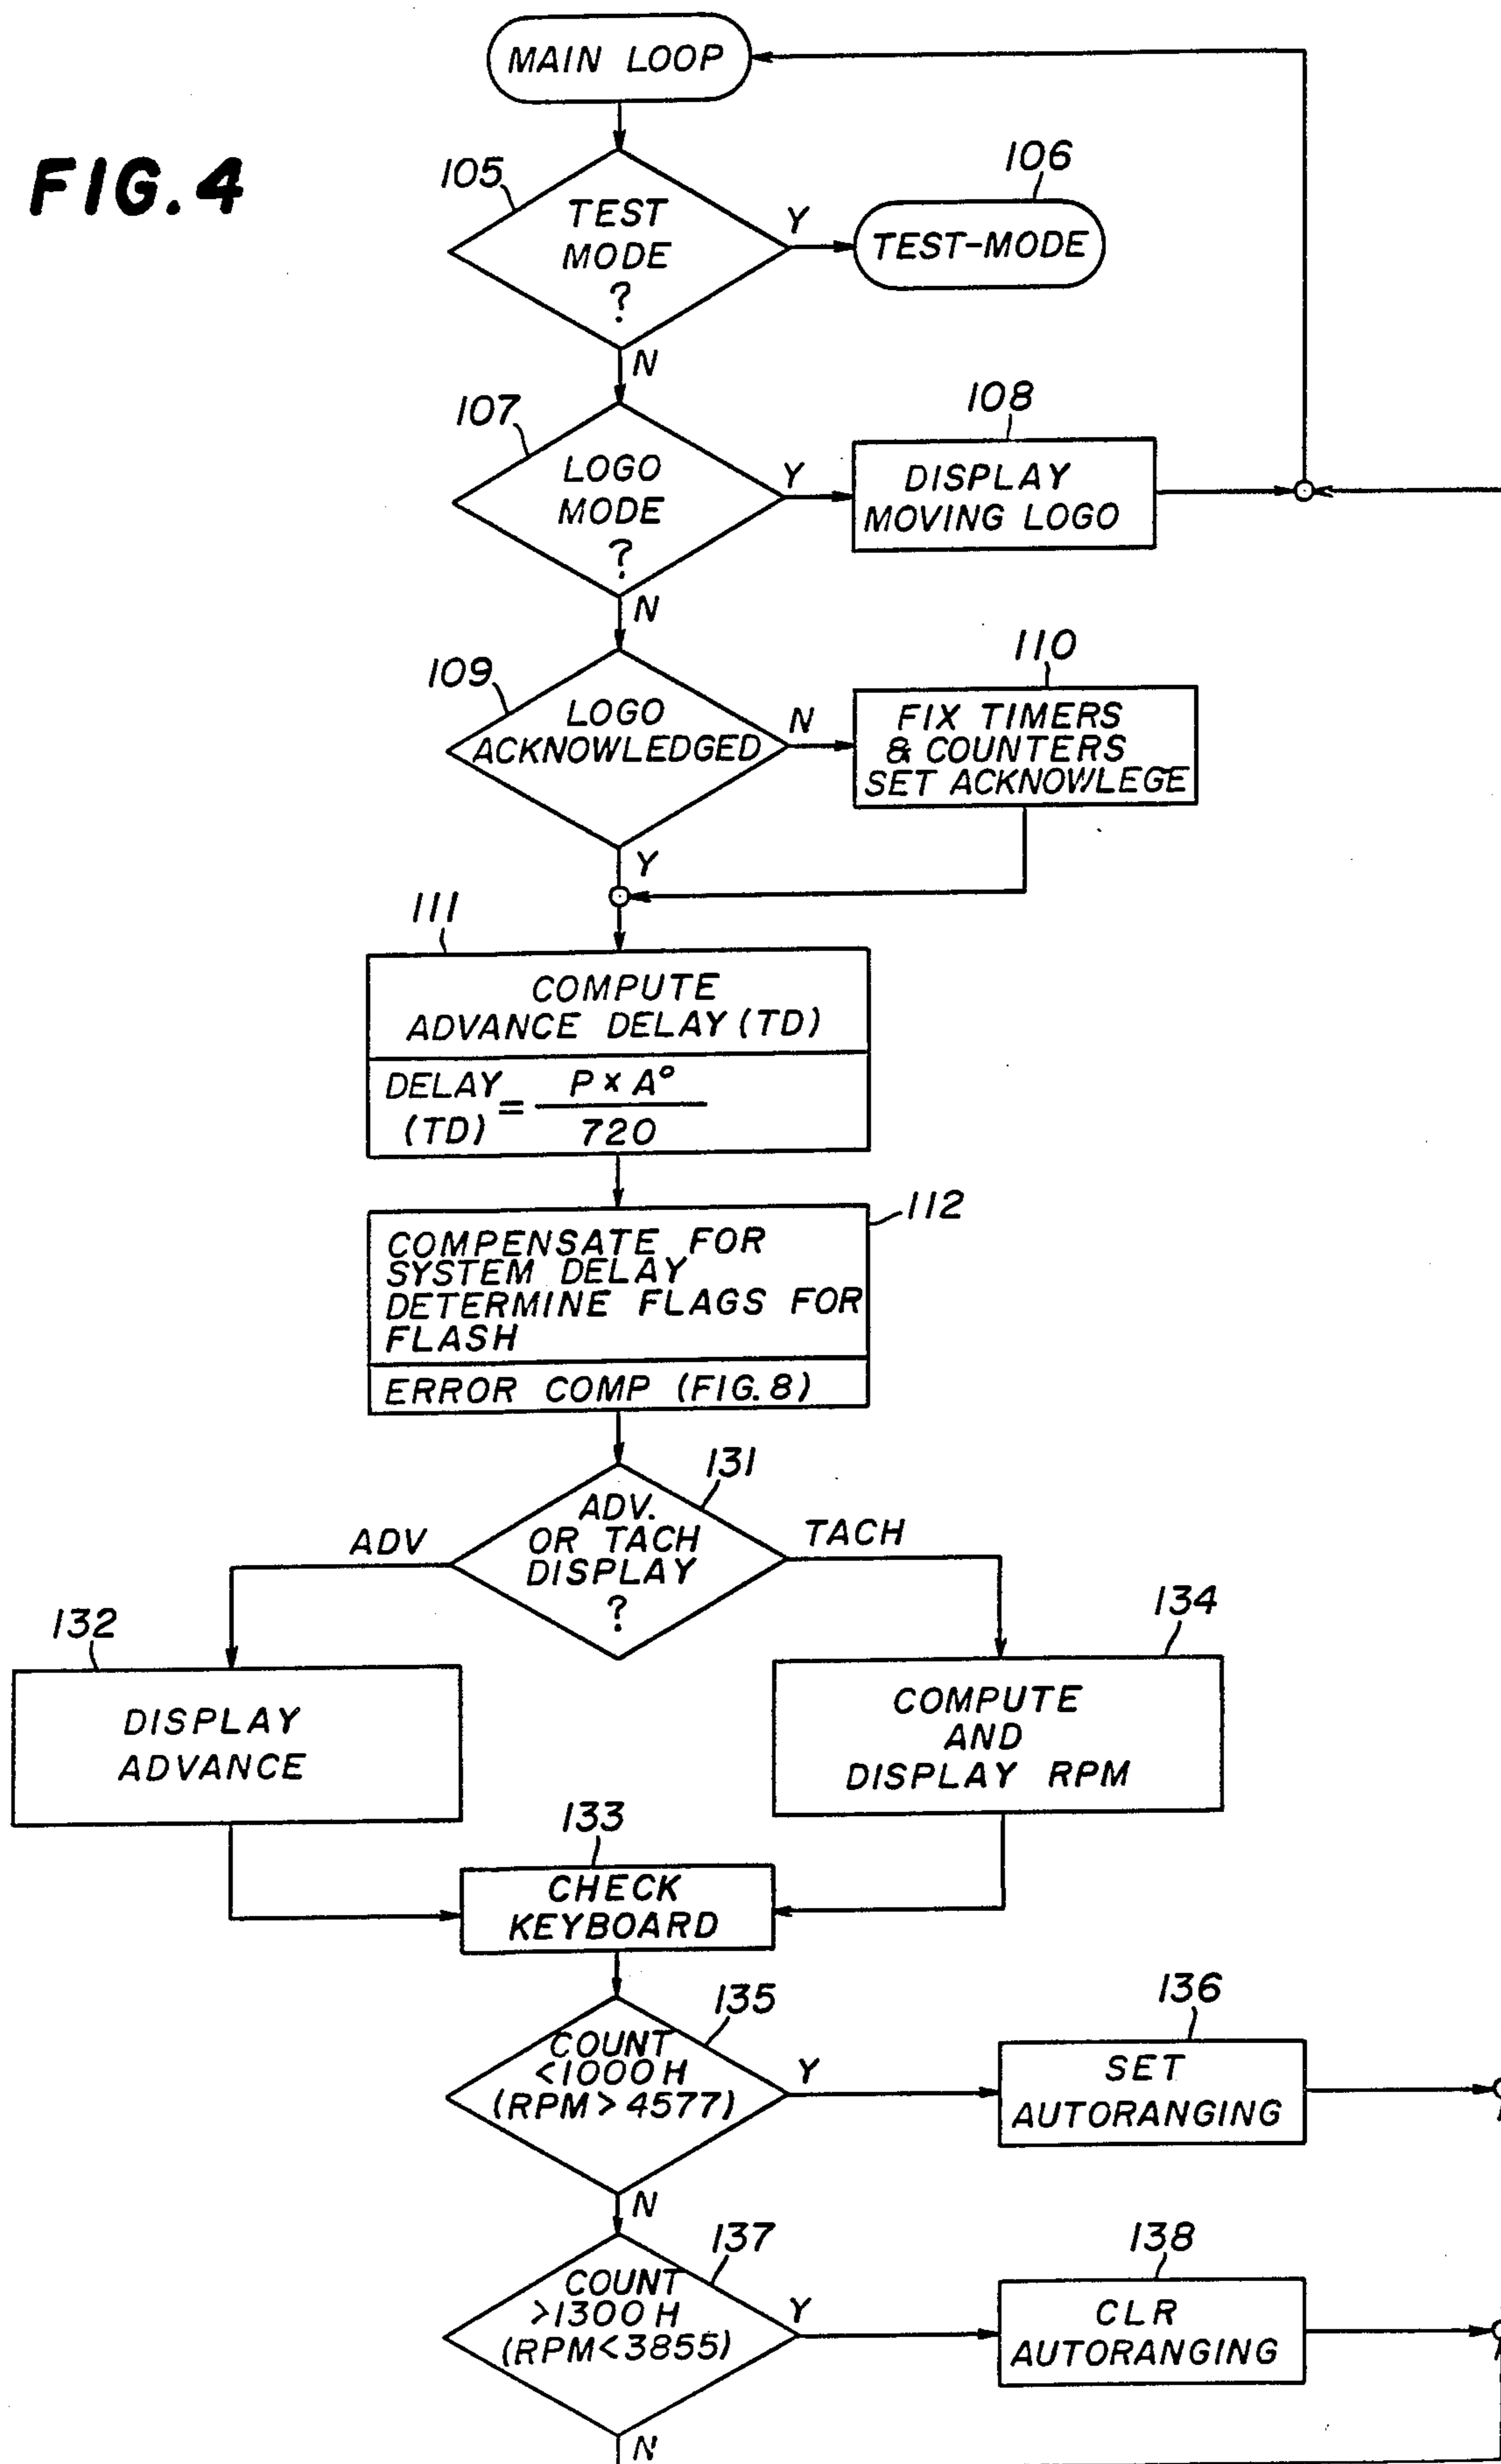 FIG. 4
MAIN LOOP
105
TEST
MODE
?
Y
106
TEST-MODE
N
107
LOGO
MODE
?
Y
108
DISPLAY
MOVING LOGO
N
109
LOGO
ACKNOWLEDGED
N
110
FIX TIMERS
& COUNTERS
SET ACKNOWLEGE
Y
111
COMPUTE
ADVANCE DELAY (TD)
DELAY
(TD) = P x A° / 720
112
COMPENSATE FOR
SYSTEM DELAY
DETERMINE FLAGS FOR
FLASH
ERROR COMP (FIG. 8)
131
ADV.
OR TACH
DISPLAY
?
ADV
TACH
132
DISPLAY
ADVANCE
134
COMPUTE
AND
DISPLAY RPM
133
CHECK
KEYBOARD
135
COUNT
<1000 H
(RPM > 4577)
Y
136
SET
AUTORANGING
N
137
COUNT
>1300 H
(RPM<3855)
Y
138
CLR
AUTORANGING
N